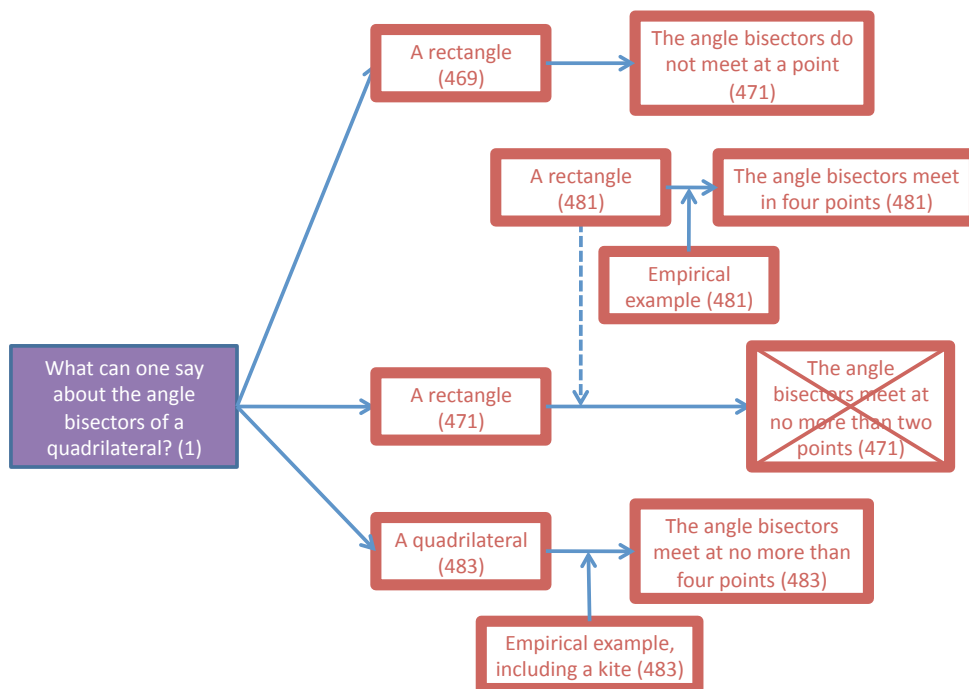 A rectangle
(469)
The angle bisectors do
not meet at a point
(471)
A rectangle
(481)
The angle bisectors meet
in four points (481)
Empirical
example (481)
What can one say
about the angle
bisectors of a
quadrilateral? (1)
A rectangle
(471)
The angle
bisectors meet at
no more than two
points (471)
A quadrilateral
(483)
The angle bisectors
meet at no more than
four points (483)
Empirical example,
including a kite (483)